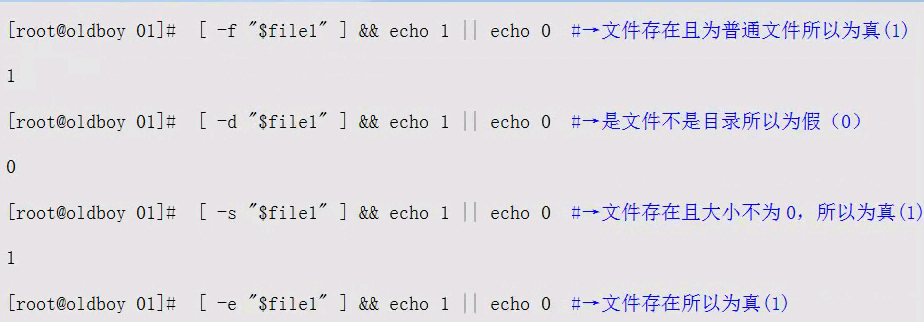 [root@oldboy 01]#  [ -f "$file1" ] && echo 1 || echo 0  #→文件存在且为普通文件所以为真(1)
1
[root@oldboy 01]#  [ -d "$file1" ] && echo 1 || echo 0  #→是文件不是目录所以为假（0）
0
[root@oldboy 01]#  [ -s "$file1" ] && echo 1 || echo 0  #→文件存在且大小不为0，所以为真(1)
1
[root@oldboy 01]#  [ -e "$file1" ] && echo 1 || echo 0  #→文件存在所以为真(1)